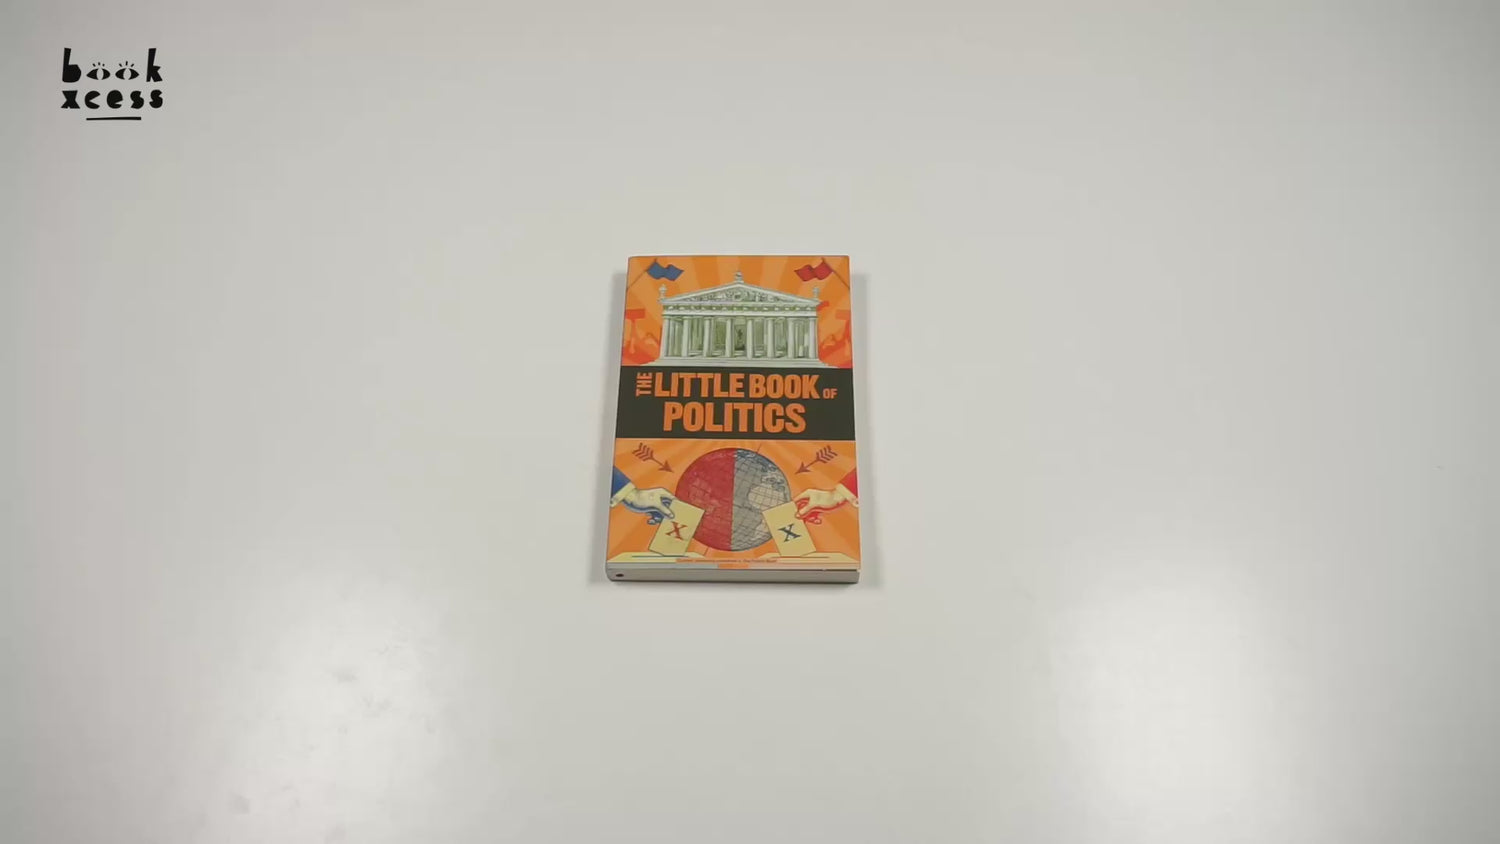 book
xcess
THE LITTLE BOOK OF
POLITICS
X X